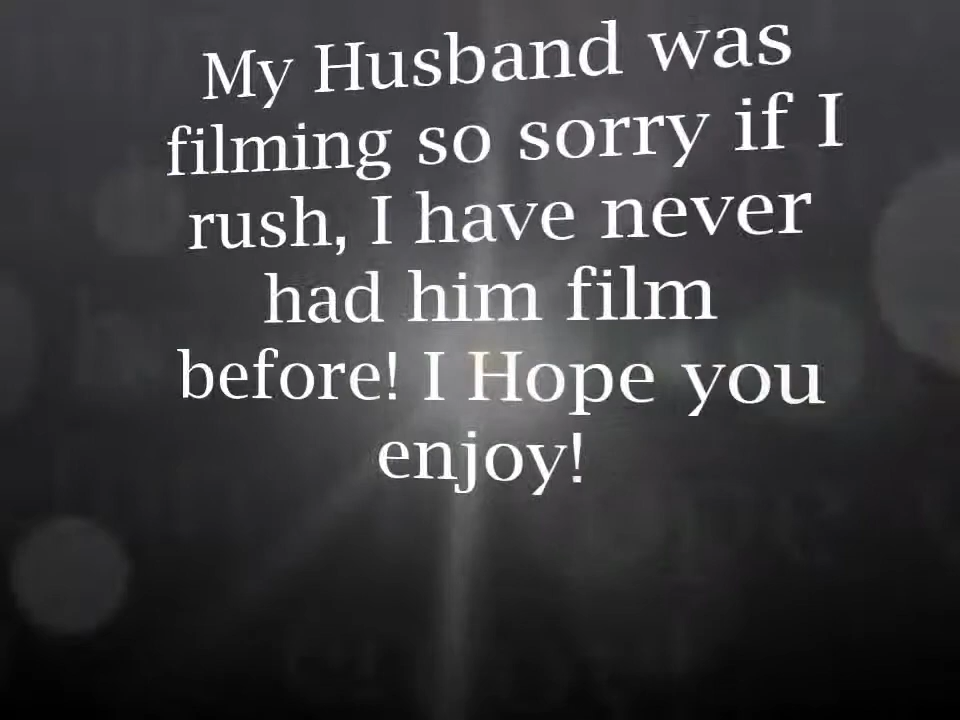 My Husband was
filming so sorry if I
rush, I have never
had him film
before! I Hope you
enjoy!